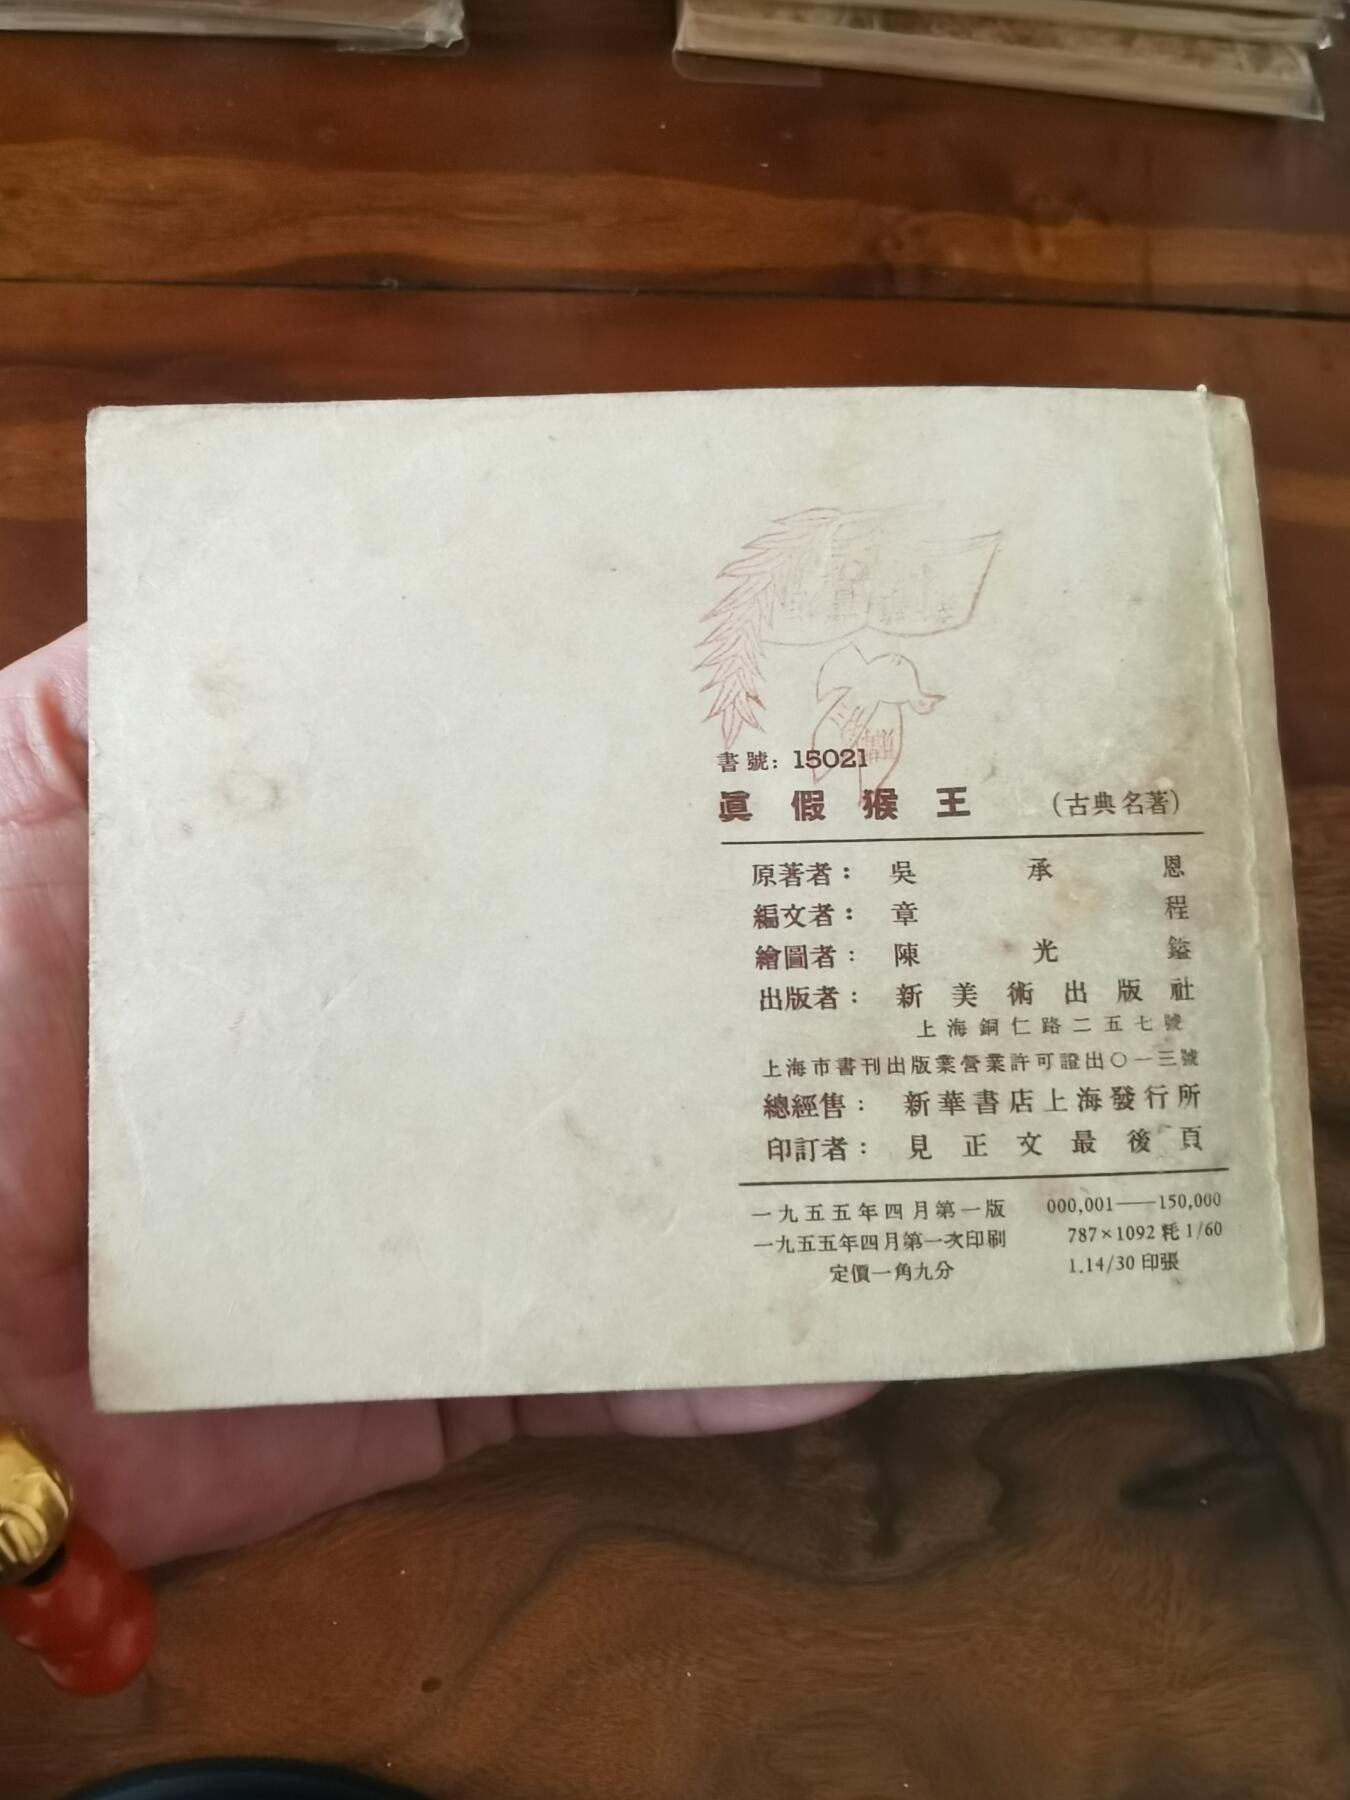 書號: 15021
眞假猴王 (古典名著)
原著者: 吳承恩
編文者: 章程
繪圖者: 陳光鎰
出版者: 新美術出版社
上海銅仁路二五七號
上海市書刊出版業營業許可證出〇一三號
總經售: 新華書店上海發行所
印訂者: 見正文最後頁
一九五五年四月第一版 000,001——150,000
一九五五年四月第一次印刷 787×1092 耗 1/60
定價一角九分 1.14/30 印張